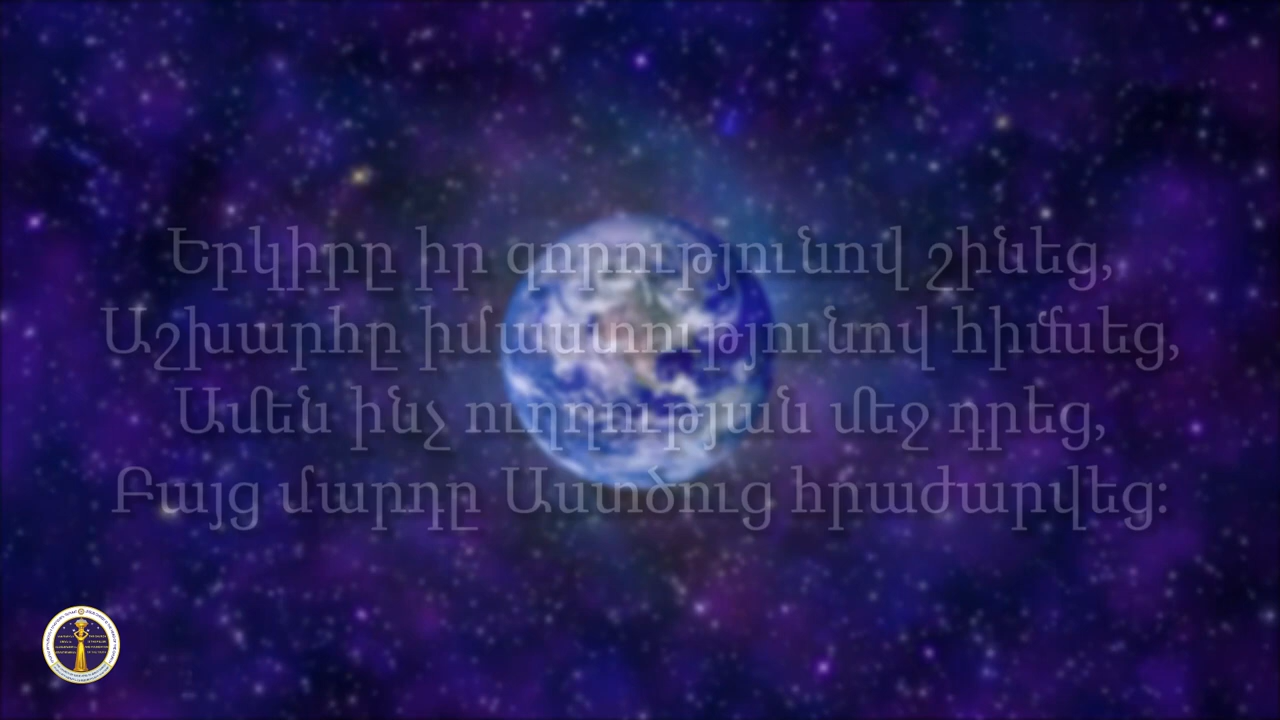 Երկիրը իր զորությունով շինեց,
Աշխարհը իմաստությունով հիմնեց,
Ամեն ինչ ուղղության մեջ դրեց,
Բայց մարդը Աստծուց հրաժարվեց: